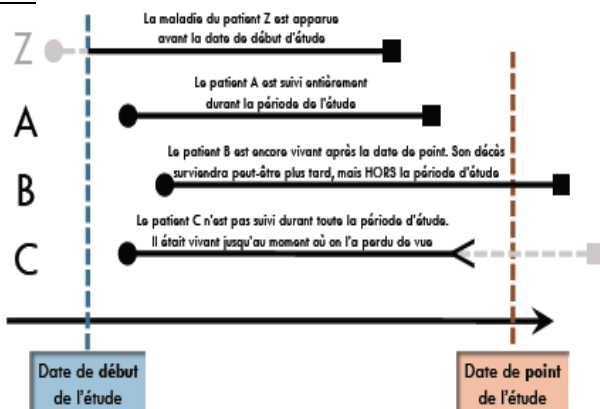 La maladie du patient Z est apparue
avant la date de début d'étude
Z
Le patient A est suivi entièrement
durant la période de l'étude
A
Le patient B est encore vivant après la date de point. Son décès
surviendra peut-être plus tard, mais HORS la période d'étude
B
Le patient C n'est pas suivi durant toute la période d'étude.
Il était vivant jusqu'au moment où on l'a perdu de vue
C
Date de début
de l'étude
Date de point
de l'étude